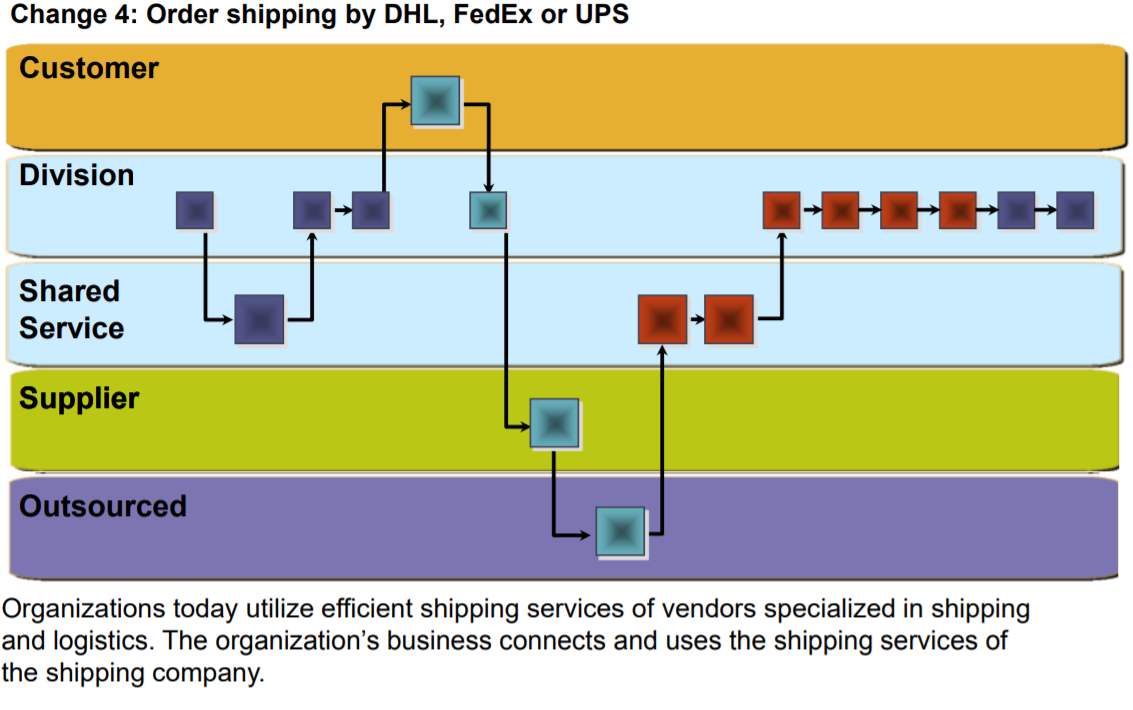 Change 4: Order shipping by DHL, FedEx or UPS
Customer
Division
Shared
Service
Supplier
Outsourced
Organizations today utilize efficient shipping services of vendors specialized in shipping
and logistics. The organization’s business connects and uses the shipping services of
the shipping company.